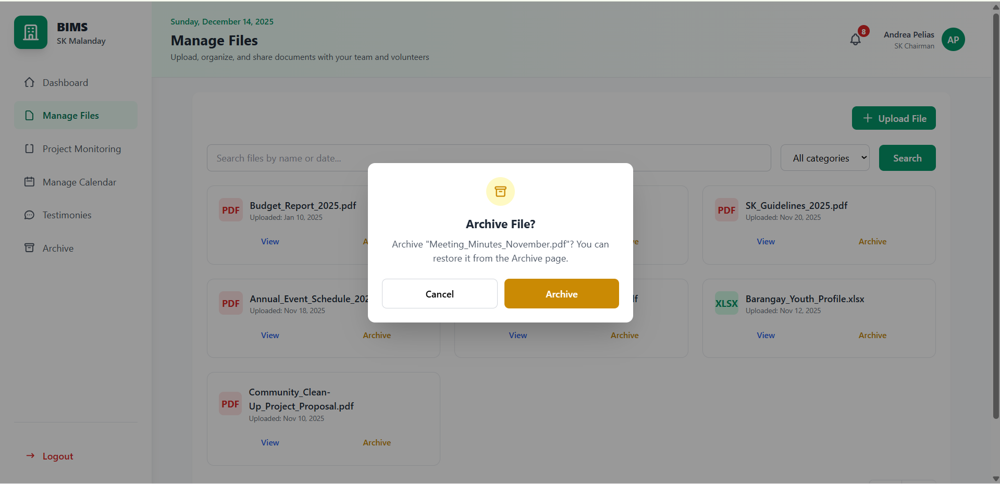 BIMS
SK Malanday
Dashboard
Manage Files
Project Monitoring
Manage Calendar
Testimonies
Archive
Logout
Sunday, December 14, 2025
Manage Files
Upload, organize, and share documents with your team and volunteers
8
Andrea Pelias
SK Chairman
AP
Upload File
Search files by name or date...
All categories
Search
PDF
Budget_Report_2025.pdf
Uploaded: Jan 10, 2025
View
PDF
SK_Guidelines_2025.pdf
Uploaded: Nov 20, 2025
View
Archive
Archive File?
Archive "Meeting_Minutes_November.pdf"? You can
restore it from the Archive page.
Cancel
Archive
PDF
Annual_Event_Schedule_202
Uploaded: Nov 18, 2025
View
Archive
View
Archive
XLSX
Barangay_Youth_Profile.xlsx
Uploaded: Nov 12, 2025
View
Archive
PDF
Community_Clean-
Up_Project_Proposal.pdf
Uploaded: Nov 10, 2025
View
Archive